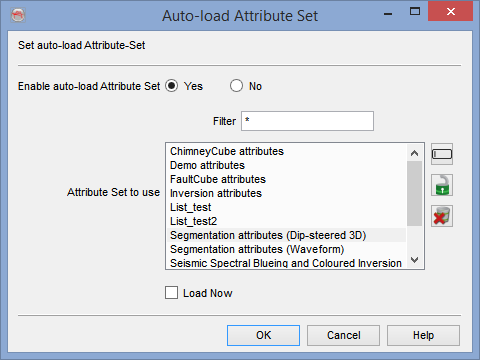 Auto-load Attribute Set
Set auto-load Attribute-Set
Enable auto-load Attribute Set Yes No
Filter *
Attribute Set to use
ChimneyCube attributes
Demo attributes
FaultCube attributes
Inversion attributes
List_test
List_test2
Segmentation attributes (Dip-steered 3D)
Segmentation attributes (Waveform)
Seismic Spectral Blueing and Coloured Inversion
Load Now
OK Cancel Help